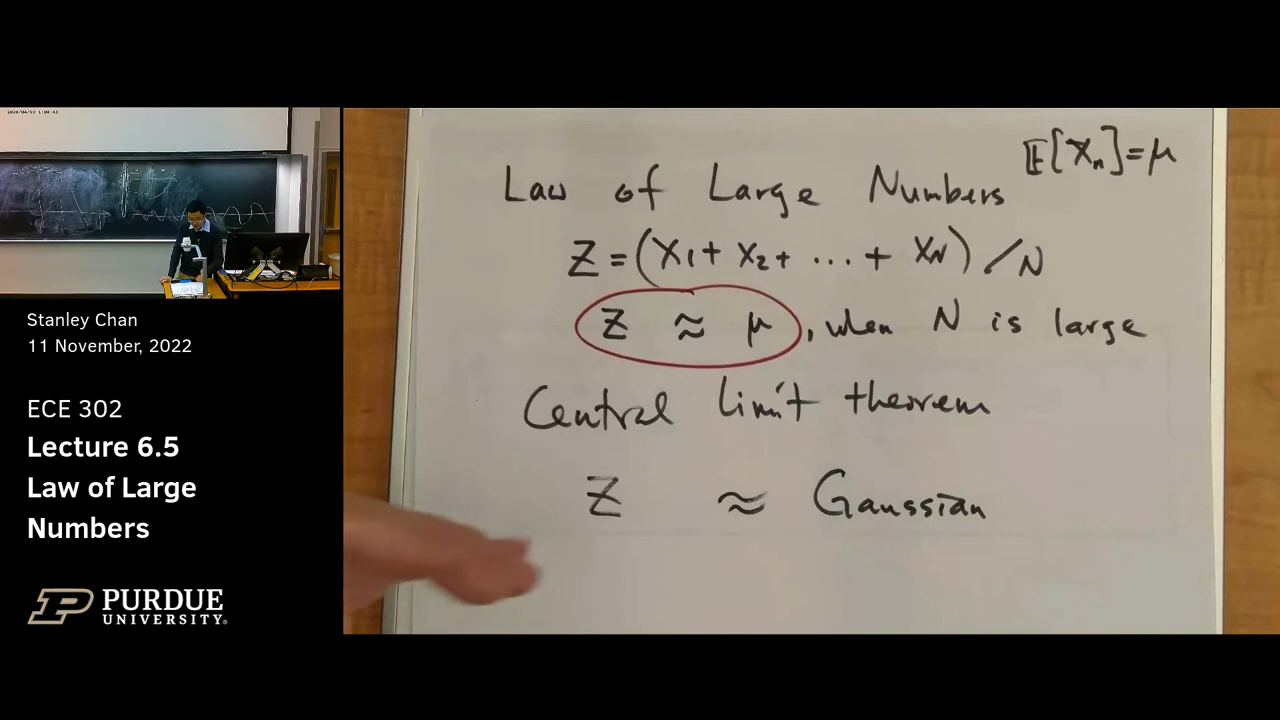 Stanley Chan
11 November, 2022
ECE 302
Lecture 6.5
Law of Large
Numbers
PURDUE
UNIVERSITY.
𝔼[Xₙ]=μ
Law of Large Numbers
Z=(X₁+ X₂+ ...+ X_N) / N
Z ≈ μ, when N is large
Central limit theorem
Z ≈ Gaussian